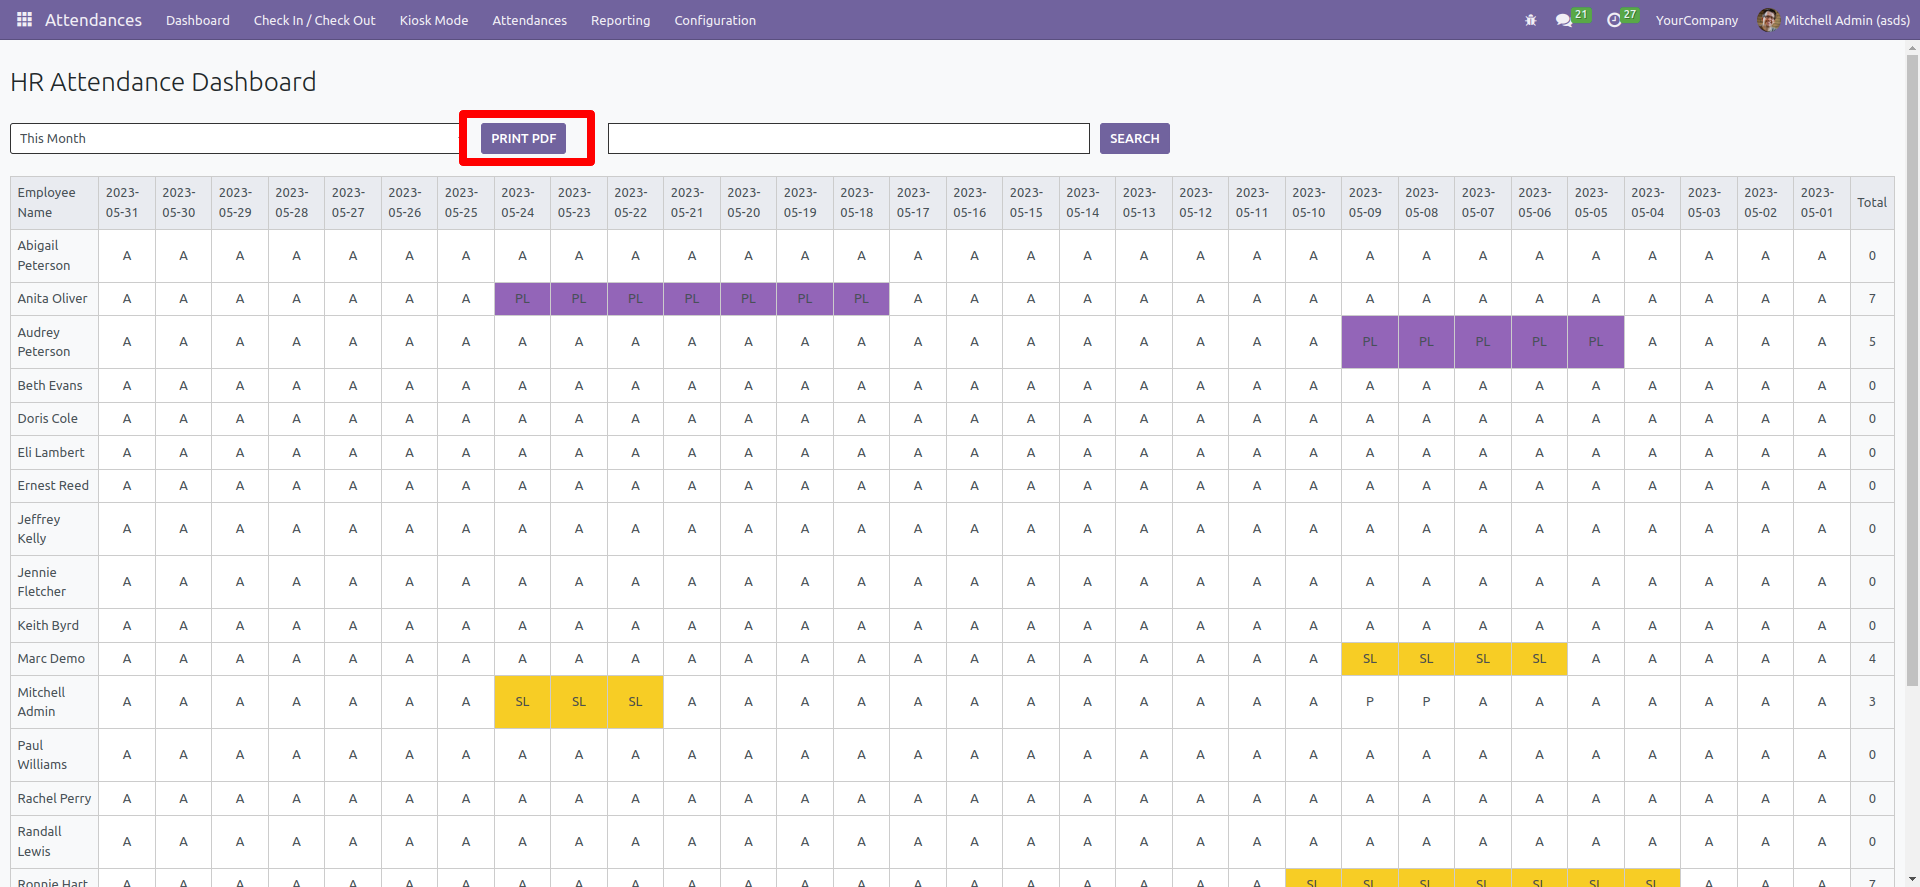 Attendances Dashboard Check In / Check Out Kiosk Mode Attendances Reporting Configuration 21 27 YourCompany Mitchell Admin (asds)
HR Attendance Dashboard
This Month PRINT PDF SEARCH
Employee Name 2023-05-31 2023-05-30 2023-05-29 2023-05-28 2023-05-27 2023-05-26 2023-05-25 2023-05-24 2023-05-23 2023-05-22 2023-05-21 2023-05-20 2023-05-19 2023-05-18 2023-05-17 2023-05-16 2023-05-15 2023-05-14 2023-05-13 2023-05-12 2023-05-11 2023-05-10 2023-05-09 2023-05-08 2023-05-07 2023-05-06 2023-05-05 2023-05-04 2023-05-03 2023-05-02 2023-05-01 Total
Abigail Peterson A A A A A A A A A A A A A A A A A A A A A A A A A A A A A A A 0
Anita Oliver A A A A A A A PL PL PL PL PL PL PL A A A A A A A A A A A A A A A A A 7
Audrey Peterson A A A A A A A A A A A A A A A A A A A A A A PL PL PL PL PL A A A A 5
Beth Evans A A A A A A A A A A A A A A A A A A A A A A A A A A A A A A A 0
Doris Cole A A A A A A A A A A A A A A A A A A A A A A A A A A A A A A A 0
Eli Lambert A A A A A A A A A A A A A A A A A A A A A A A A A A A A A A A 0
Ernest Reed A A A A A A A A A A A A A A A A A A A A A A A A A A A A A A A 0
Jeffrey Kelly A A A A A A A A A A A A A A A A A A A A A A A A A A A A A A A 0
Jennie Fletcher A A A A A A A A A A A A A A A A A A A A A A A A A A A A A A A 0
Keith Byrd A A A A A A A A A A A A A A A A A A A A A A A A A A A A A A A 0
Marc Demo A A A A A A A A A A A A A A A A A A A A A A SL SL SL SL A A A A A 4
Mitchell Admin A A A A A A A SL SL SL A A A A A A A A A A A A P P A A A A A A A 3
Paul Williams A A A A A A A A A A A A A A A A A A A A A A A A A A A A A A A 0
Rachel Perry A A A A A A A A A A A A A A A A A A A A A A A A A A A A A A A 0
Randall Lewis A A A A A A A A A A A A A A A A A A A A A A A A A A A A A A A 0
Ronnie Hart A A A A A A A A A A A A A A A A A A A A A SL SL SL SL SL SL SL A A A 7